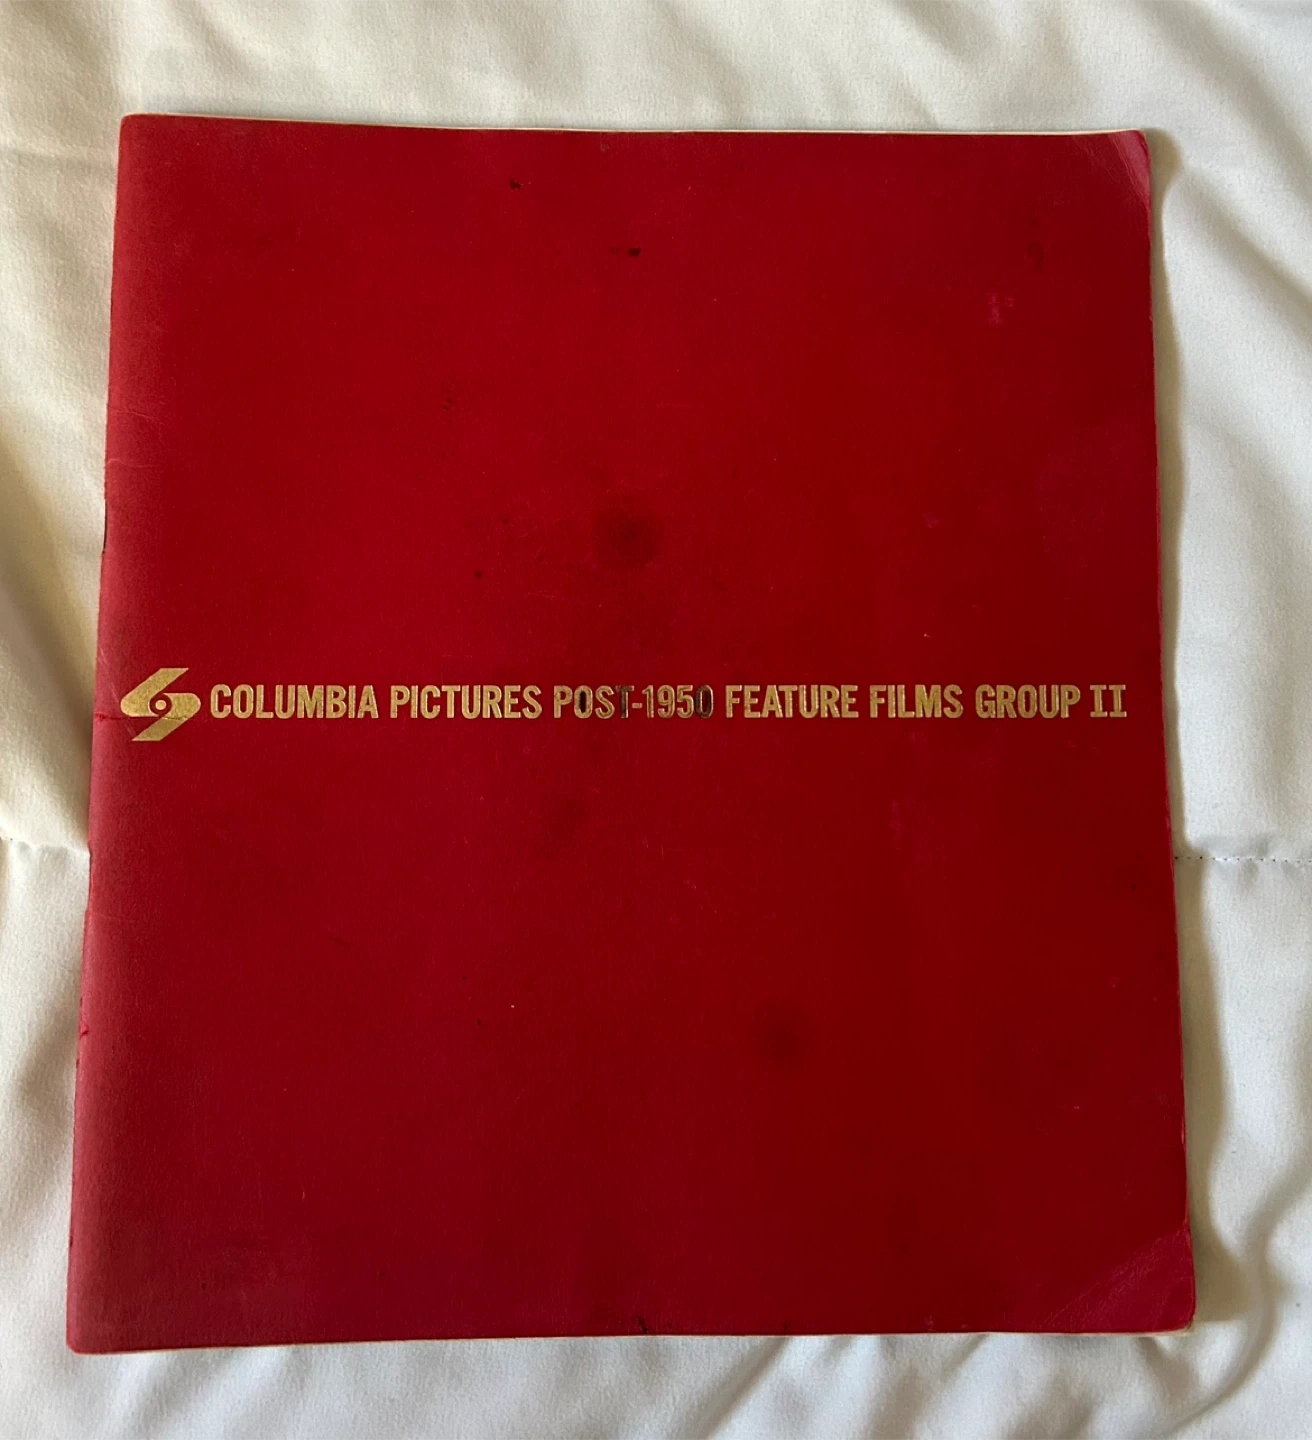 COLUMBIA PICTURES POST-1950 FEATURE FILMS GROUP II